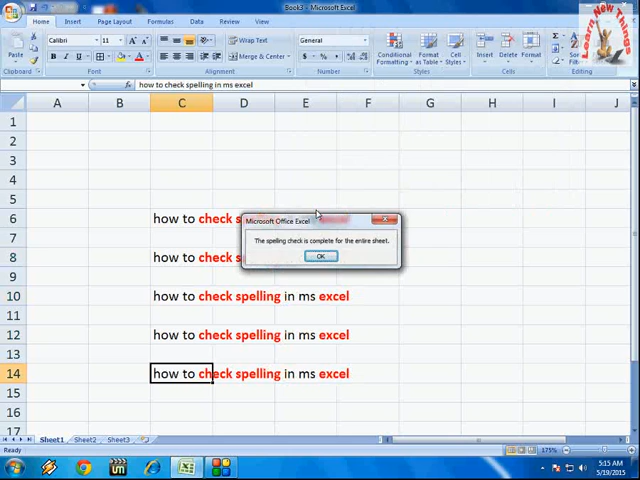 Book3 - Microsoft Excel
Home Insert Page Layout Formulas Data Review View
Paste Calibri 11 Wrap Text General Conditional Format Cell Insert Delete Format
Merge & Center Formatting as Table Styles
Clipboard Font Alignment Number Styles Cells
Learn New Things
how to check spelling in ms excel
A B C D E F G H I J
1
2
3
4
5
6 how to check s
7
Microsoft Office Excel
The spelling check is complete for the entire sheet.
OK
8 how to check s
9
10 how to check spelling in ms excel
11
12 how to check spelling in ms excel
13
14 how to check spelling in ms excel
15
16
17
Sheet1 Sheet2 Sheet3
Ready 175%
5:15 AM
5/19/2015